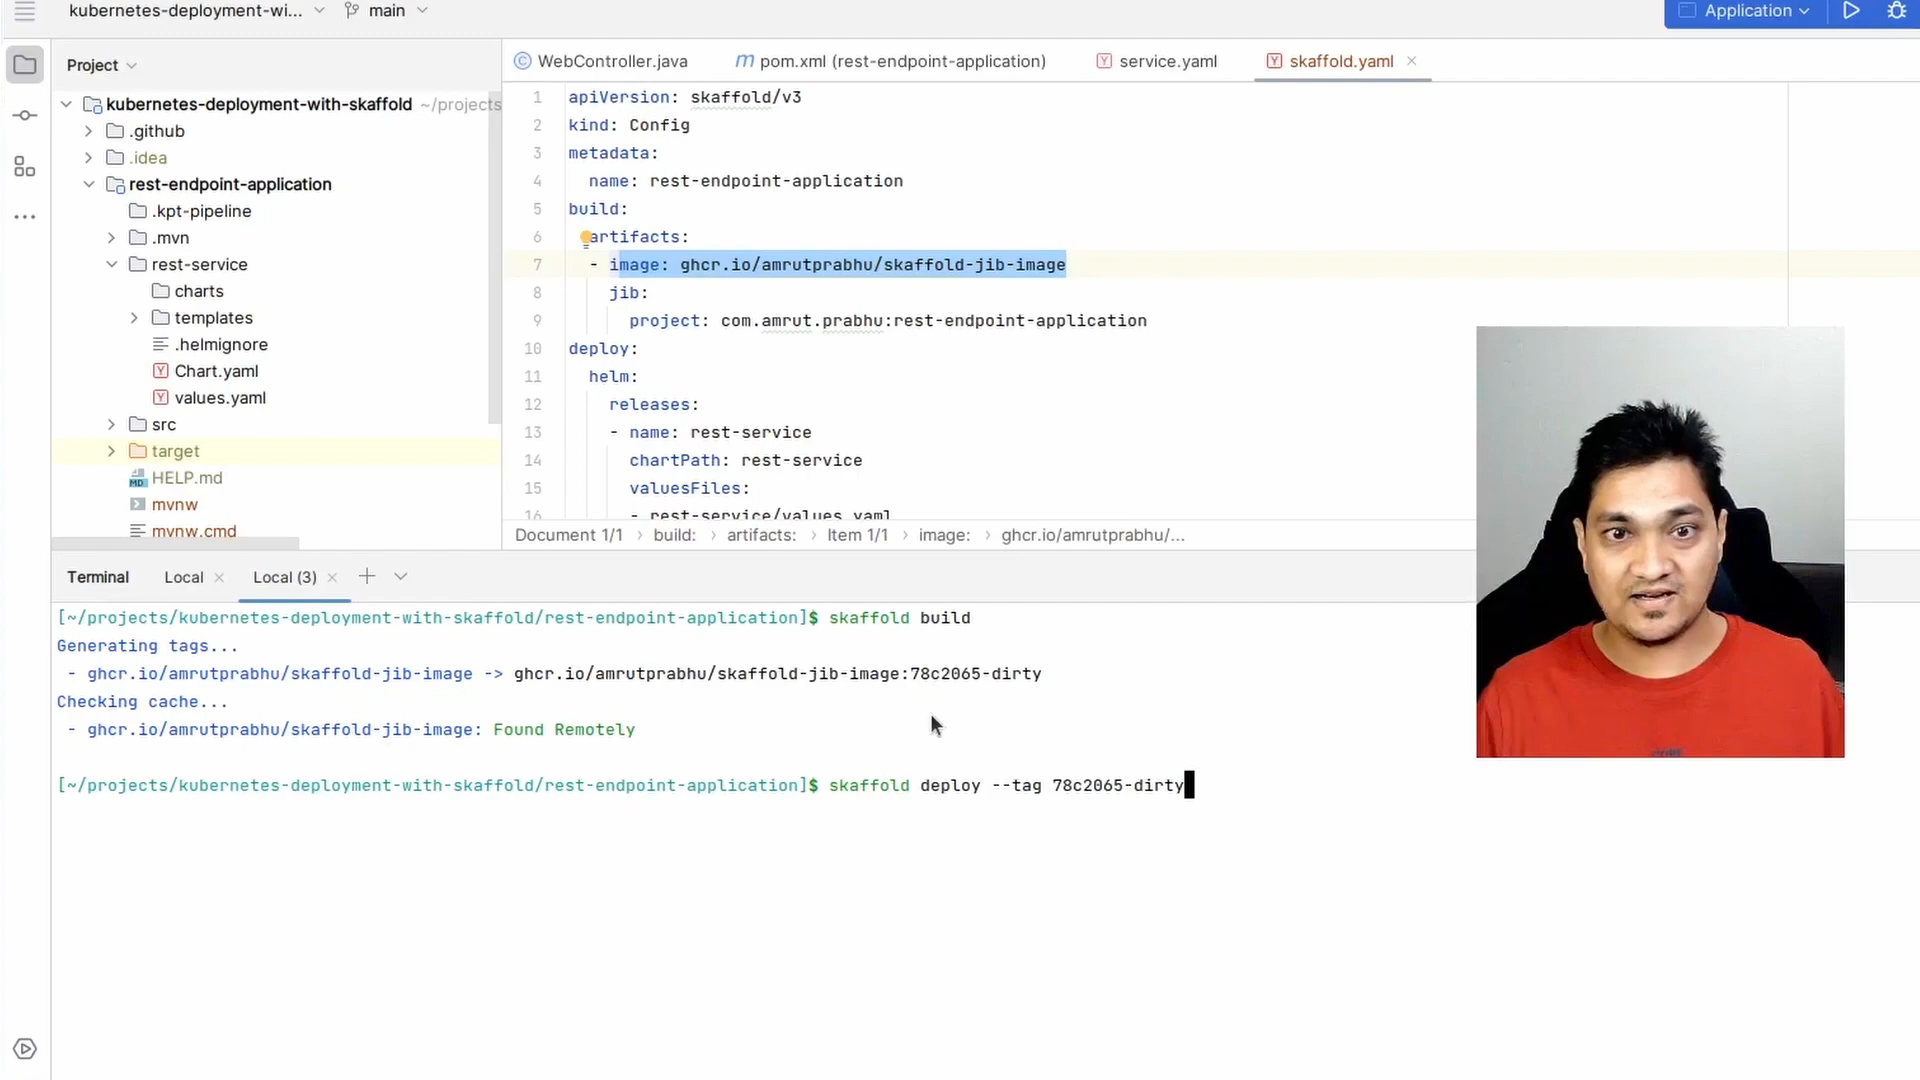 kubernetes-deployment-wi... main Application
Project
kubernetes-deployment-with-skaffold ~/projects
.github
.idea
rest-endpoint-application
.kpt-pipeline
.mvn
rest-service
charts
templates
.helmignore
Chart.yaml
values.yaml
src
target
HELP.md
mvnw
mvnw.cmd
WebController.java pom.xml (rest-endpoint-application) service.yaml skaffold.yaml
1 apiVersion: skaffold/v3
2 kind: Config
3 metadata:
4 name: rest-endpoint-application
5 build:
6 artifacts:
7 - image: ghcr.io/amrutprabhu/skaffold-jib-image
8 jib:
9 project: com.amrut.prabhu:rest-endpoint-application
10 deploy:
11 helm:
12 releases:
13 - name: rest-service
14 chartPath: rest-service
15 valuesFiles:
16 - rest-service/values.yaml
Document 1/1 › build: › artifacts: › Item 1/1 › image: › ghcr.io/amrutprabhu/...
Terminal Local Local (3)
[~/projects/kubernetes-deployment-with-skaffold/rest-endpoint-application]$ skaffold build
Generating tags...
- ghcr.io/amrutprabhu/skaffold-jib-image -> ghcr.io/amrutprabhu/skaffold-jib-image:78c2065-dirty
Checking cache...
- ghcr.io/amrutprabhu/skaffold-jib-image: Found Remotely
[~/projects/kubernetes-deployment-with-skaffold/rest-endpoint-application]$ skaffold deploy --tag 78c2065-dirty